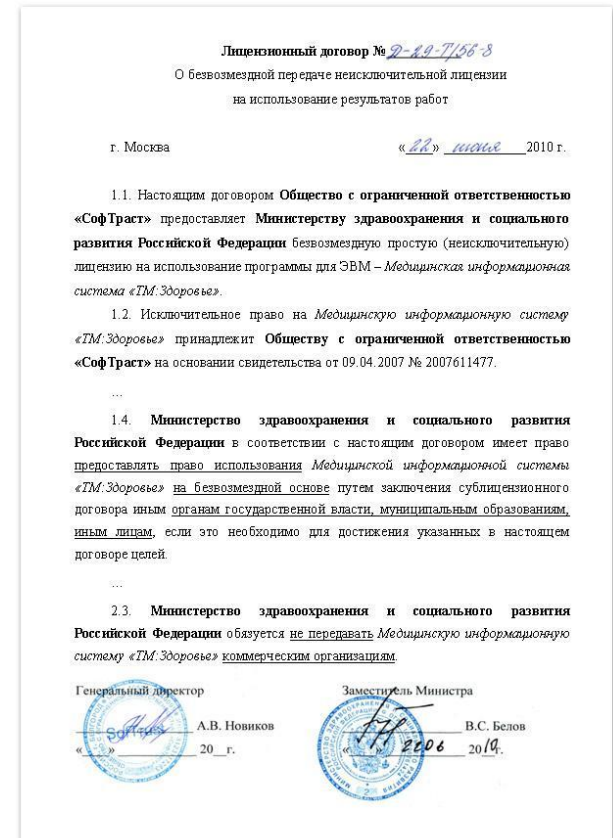 Лицензионный договор № Д-29-Т/56-8
О безвозмездной передаче неисключительной лицензии
на использование результатов работ
г. Москва « 22 » июня 2010 г.
1.1. Настоящим договором Общество с ограниченной ответственностью
«СофТраст» предоставляет Министерству здравоохранения и социального
развития Российской Федерации безвозмездную простую (неисключительную)
лицензию на использование программы для ЭВМ – Медицинская информационная
система «ТМ:Здоровье».
1.2. Исключительное право на Медицинскую информационную систему
«ТМ:Здоровье» принадлежит Обществу с ограниченной ответственностью
«СофТраст» на основании свидетельства от 09.04.2007 № 2007611477.
...
1.4. Министерство здравоохранения и социального развития
Российской Федерации в соответствии с настоящим договором имеет право
предоставлять право использования Медицинской информационной системы
«ТМ:Здоровье» на безвозмездной основе путем заключения сублицензионного
договора иным органам государственной власти, муниципальным образованиям,
иным лицам, если это необходимо для достижения указанных в настоящем
договоре целей.
...
2.3. Министерство здравоохранения и социального развития
Российской Федерации обязуется не передавать Медицинскую информационную
систему «ТМ:Здоровье» коммерческим организациям.
Генеральный директор Заместитель Министра
SofTrust А.В. Новиков В.С. Белов
« » 20__г. « » 2206 2010г.